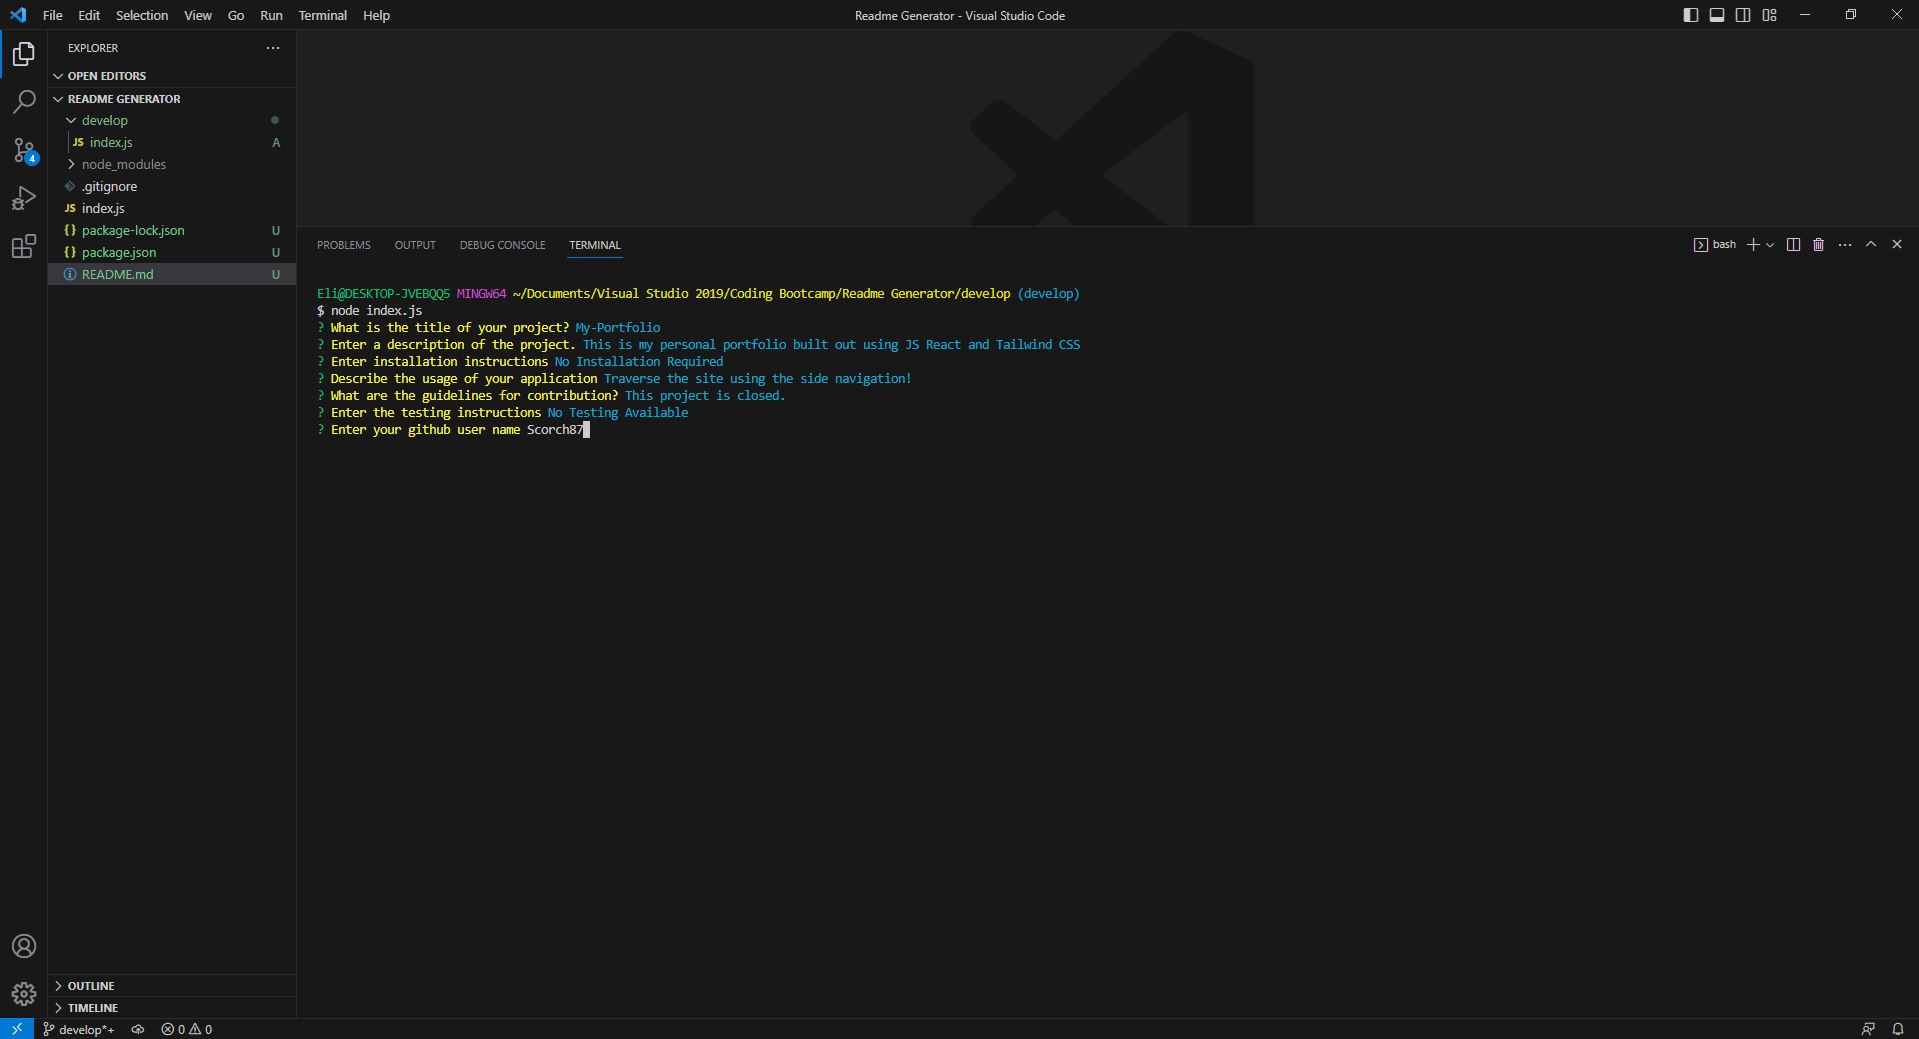 File Edit Selection View Go Run Terminal Help
Readme Generator - Visual Studio Code
EXPLORER
OPEN EDITORS
README GENERATOR
develop
JS index.js A
node_modules
.gitignore
JS index.js
{} package-lock.json U
{} package.json U
README.md U
4
OUTLINE
TIMELINE
PROBLEMS OUTPUT DEBUG CONSOLE TERMINAL
bash
Eli@DESKTOP-JVEBQQ5 MINGW64 ~/Documents/Visual Studio 2019/Coding Bootcamp/Readme Generator/develop (develop)
$ node index.js
? What is the title of your project? My-Portfolio
? Enter a description of the project. This is my personal portfolio built out using JS React and Tailwind CSS
? Enter installation instructions No Installation Required
? Describe the usage of your application Traverse the site using the side navigation!
? What are the guidelines for contribution? This project is closed.
? Enter the testing instructions No Testing Available
? Enter your github user name Scorch87
develop*+ 0 0